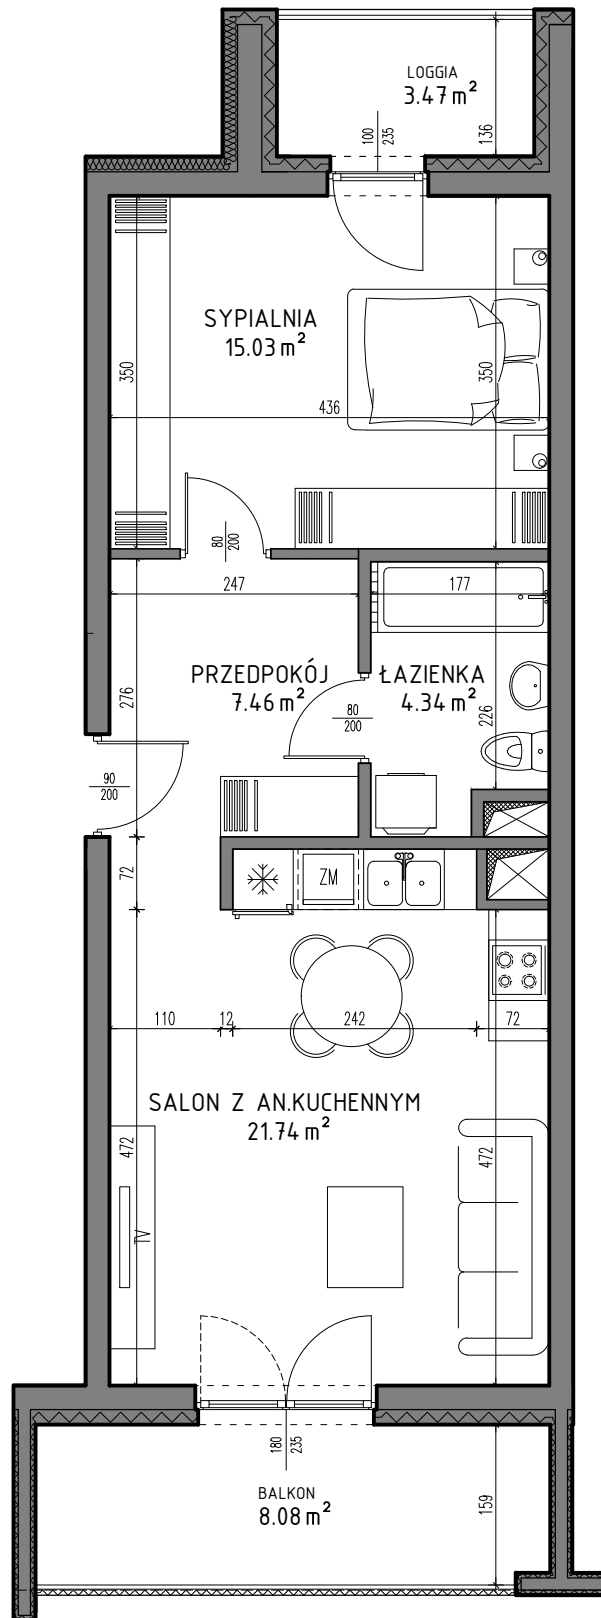 LOGGIA
3.47 m²
100
235
136
SYPIALNIA
15.03 m²
350
350
436
80
200
247
177
PRZEDPOKÓJ
7.46 m²
ŁAZIENKA
4.34 m²
276
226
80
200
90
200
72
ZM
110
12
242
72
SALON Z AN.KUCHENNYM
21.74 m²
472
472
TV
180
235
BALKON
8.08 m²
159